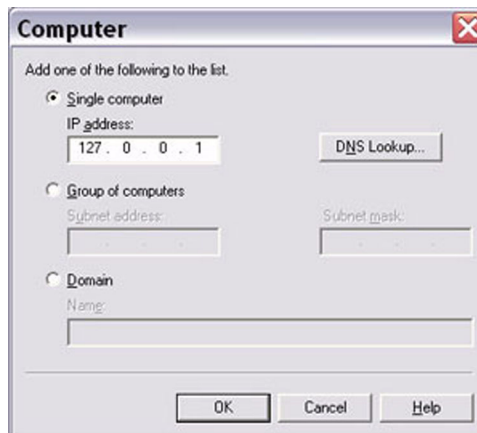 Computer
Add one of the following to the list.
Single computer
IP address:
127 . 0 . 0 . 1
DNS Lookup...
Group of computers
Subnet address:
Subnet mask:
Domain
Name:
OK
Cancel
Help